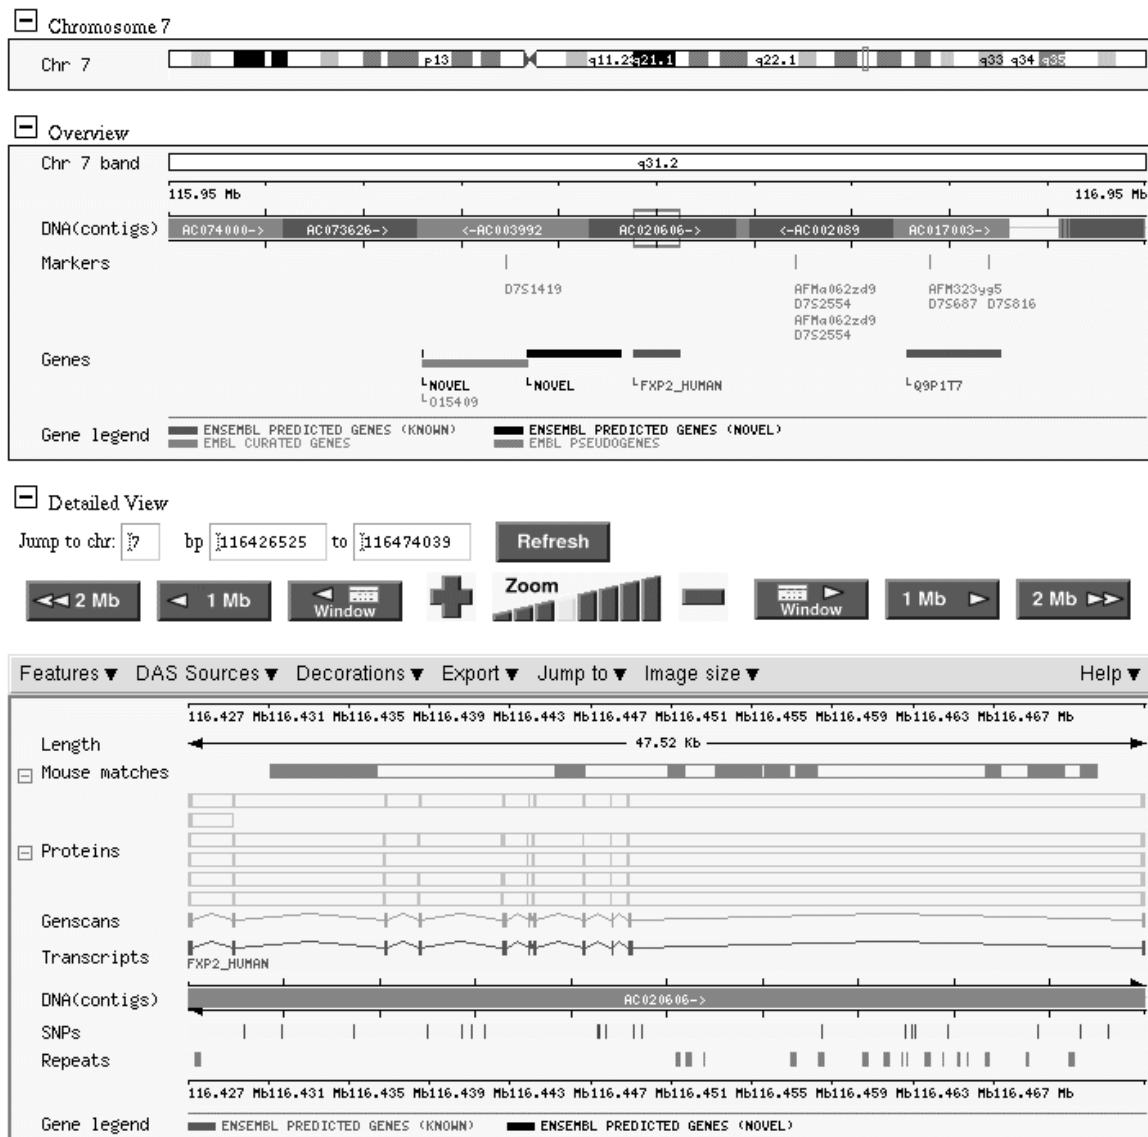 Chromosome 7
Chr 7 p13 q11.23 q21.1 q22.1 q33 q34 q35
Overview
Chr 7 band q31.2
115.95 Mb 116.95 Mb
DNA(contigs) AC074000-> AC073626-> <-AC003992 AC020606-> <-AC002089 AC017003->
Markers
D7S1419 AFMa062zd9 AFM323yg5
D7S2554 D7S687 D7S816
AFMa062zd9
D7S2554
Genes
NOVEL NOVEL FXP2_HUMAN Q9P1T7
O15409
Gene legend ENSEMBL PREDICTED GENES (KNOWN) ENSEMBL PREDICTED GENES (NOVEL)
EMBL CURATED GENES EMBL PSEUDOGENES
Detailed View
Jump to chr: 7 bp 116426525 to 116474039 Refresh
2 Mb 1 Mb Window Zoom Window 1 Mb 2 Mb
Features ▼ DAS Sources ▼ Decorations ▼ Export ▼ Jump to ▼ Image size ▼ Help ▼
116.427 Mb116.431 Mb116.435 Mb116.439 Mb116.443 Mb116.447 Mb116.451 Mb116.455 Mb116.459 Mb116.463 Mb116.467 Mb
Length 47.52 Kb
Mouse matches
Proteins
Genscans
Transcripts
FXP2_HUMAN
DNA(contigs) AC020606->
SNPs
Repeats
116.427 Mb116.431 Mb116.435 Mb116.439 Mb116.443 Mb116.447 Mb116.451 Mb116.455 Mb116.459 Mb116.463 Mb116.467 Mb
Gene legend ENSEMBL PREDICTED GENES (KNOWN) ENSEMBL PREDICTED GENES (NOVEL)